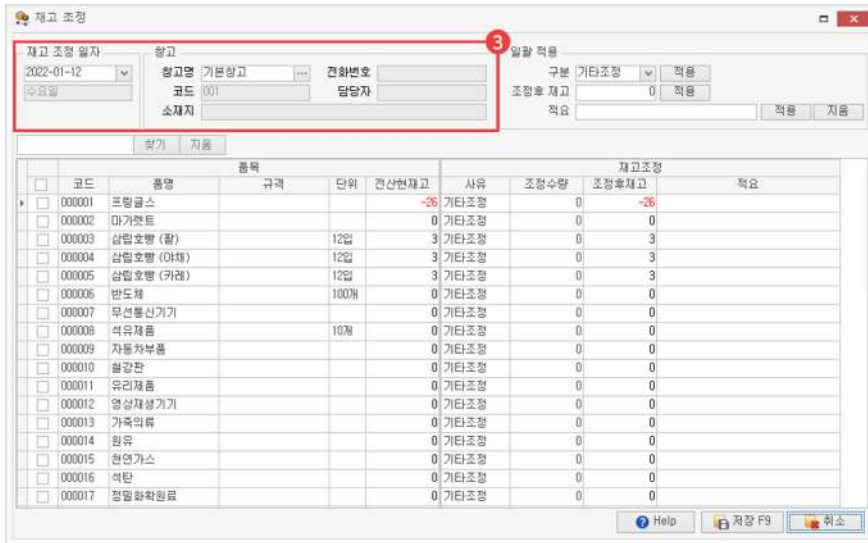 재고 조정
3
재고 조정 일자 창고 일괄 적용
2022-01-12 창고명 기본창고 ... 전화번호 구분 기타조정 적용
수요일 코드 001 담당자 조정후 재고 0 적용
소재지 적요 적용 지움
찾기 지움
품목 재고조정
코드 품명 규격 단위 전산현재고 사유 조정수량 조정후재고 적요
000001 프링글스 -26 기타조정 0 -26
000002 마가렛트 0 기타조정 0 0
000003 삼립호빵 (팥) 12입 3 기타조정 0 3
000004 삼립호빵 (야채) 12입 3 기타조정 0 3
000005 삼립호빵 (카레) 12입 3 기타조정 0 3
000006 반도체 100개 0 기타조정 0 0
000007 무선통신기기 0 기타조정 0 0
000008 석유제품 10개 0 기타조정 0 0
000009 자동차부품 0 기타조정 0 0
000010 철강판 0 기타조정 0 0
000011 유리제품 0 기타조정 0 0
000012 영상재생기기 0 기타조정 0 0
000013 가죽의류 0 기타조정 0 0
000014 원유 0 기타조정 0 0
000015 천연가스 0 기타조정 0 0
000016 석탄 0 기타조정 0 0
000017 정밀화학원료 0 기타조정 0 0
Help 저장 F9 취소